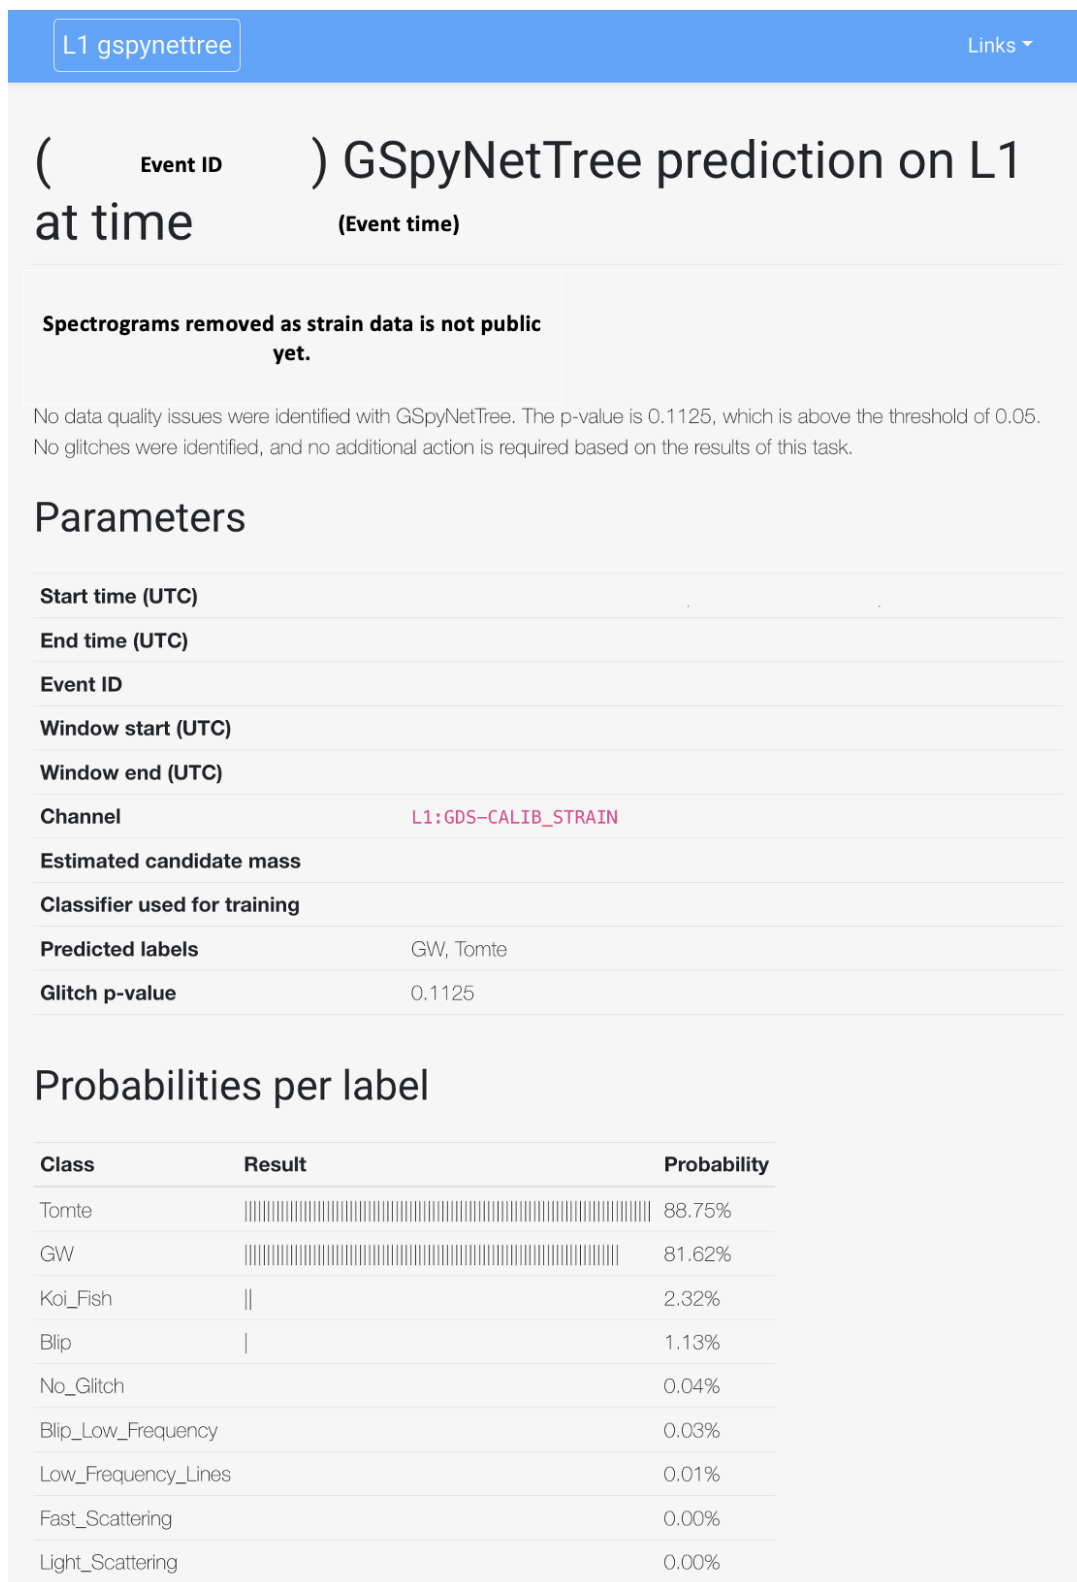 L1 gspynettree
Links
( Event ID ) GSpyNetTree prediction on L1
at time (Event time)
Spectrograms removed as strain data is not public
yet.
No data quality issues were identified with GSpyNetTree. The p-value is 0.1125, which is above the threshold of 0.05.
No glitches were identified, and no additional action is required based on the results of this task.
Parameters
Start time (UTC)
End time (UTC)
Event ID
Window start (UTC)
Window end (UTC)
Channel L1:GDS-CALIB_STRAIN
Estimated candidate mass
Classifier used for training
Predicted labels GW, Tomte
Glitch p-value 0.1125
Probabilities per label
Class Result Probability
Tomte 88.75%
GW 81.62%
Koi_Fish 2.32%
Blip 1.13%
No_Glitch 0.04%
Blip_Low_Frequency 0.03%
Low_Frequency_Lines 0.01%
Fast_Scattering 0.00%
Light_Scattering 0.00%